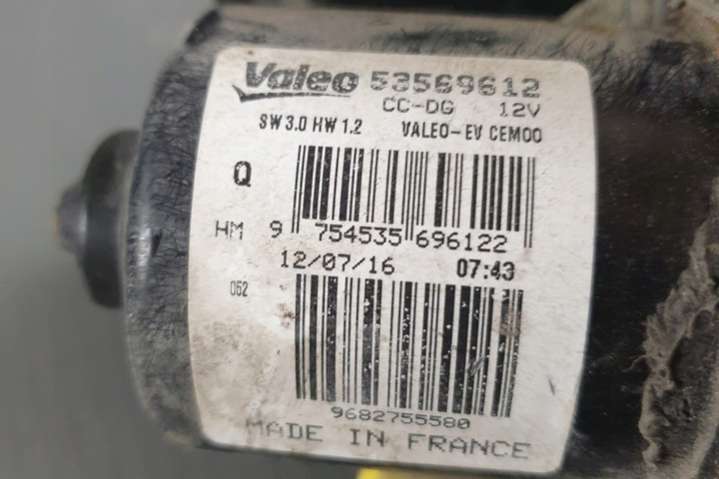 Valeo 53569612
CC-DG 12V
SW 3.0 HW 1.2 VALEO-EV CEM00
Q
HM 9 754535 696122
12/07/16 07:43
052
9682755580
MADE IN FRANCE